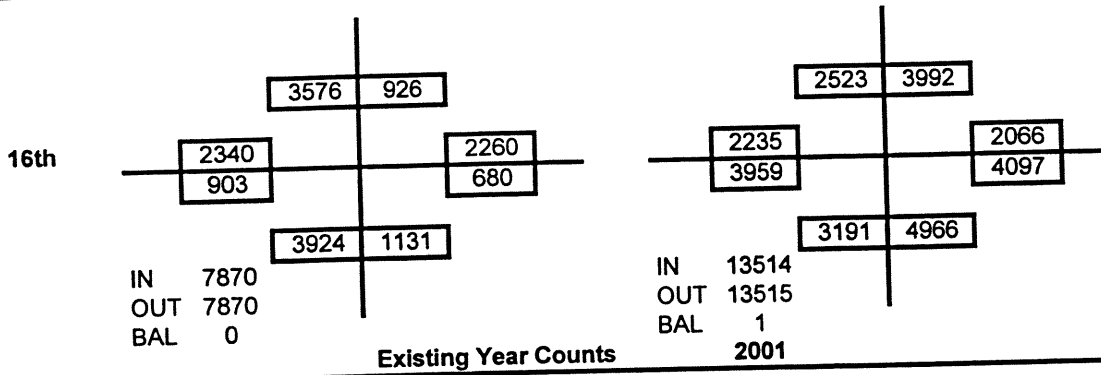 3576 926 2523 3992
16th 2340 2260 2235 2066
903 680 3959 4097
3924 1131 3191 4966
IN 7870 IN 13514
OUT 7870 OUT 13515
BAL 0 BAL 1
Existing Year Counts 2001